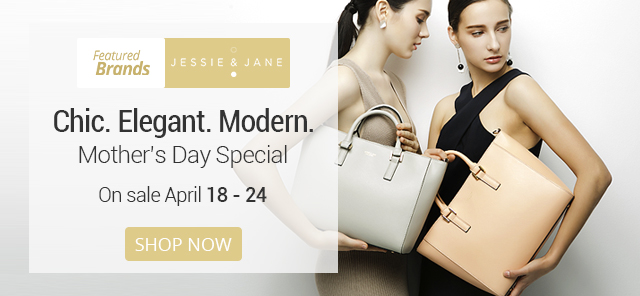 Featured
Brands
JESSIE & JANE
Chic. Elegant. Modern.
Mother's Day Special
On sale April 18 - 24
SHOP NOW